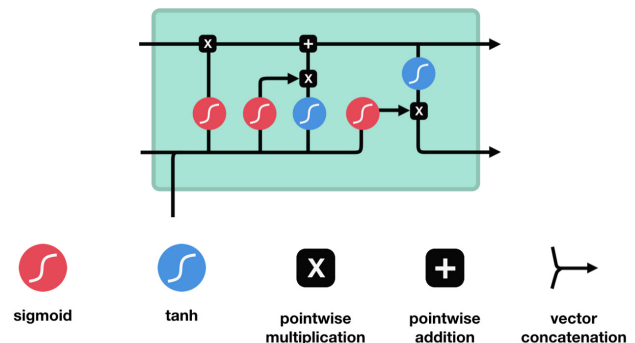 X
+
X
X
X
+
sigmoid
tanh
pointwise
multiplication
pointwise
addition
vector
concatenation